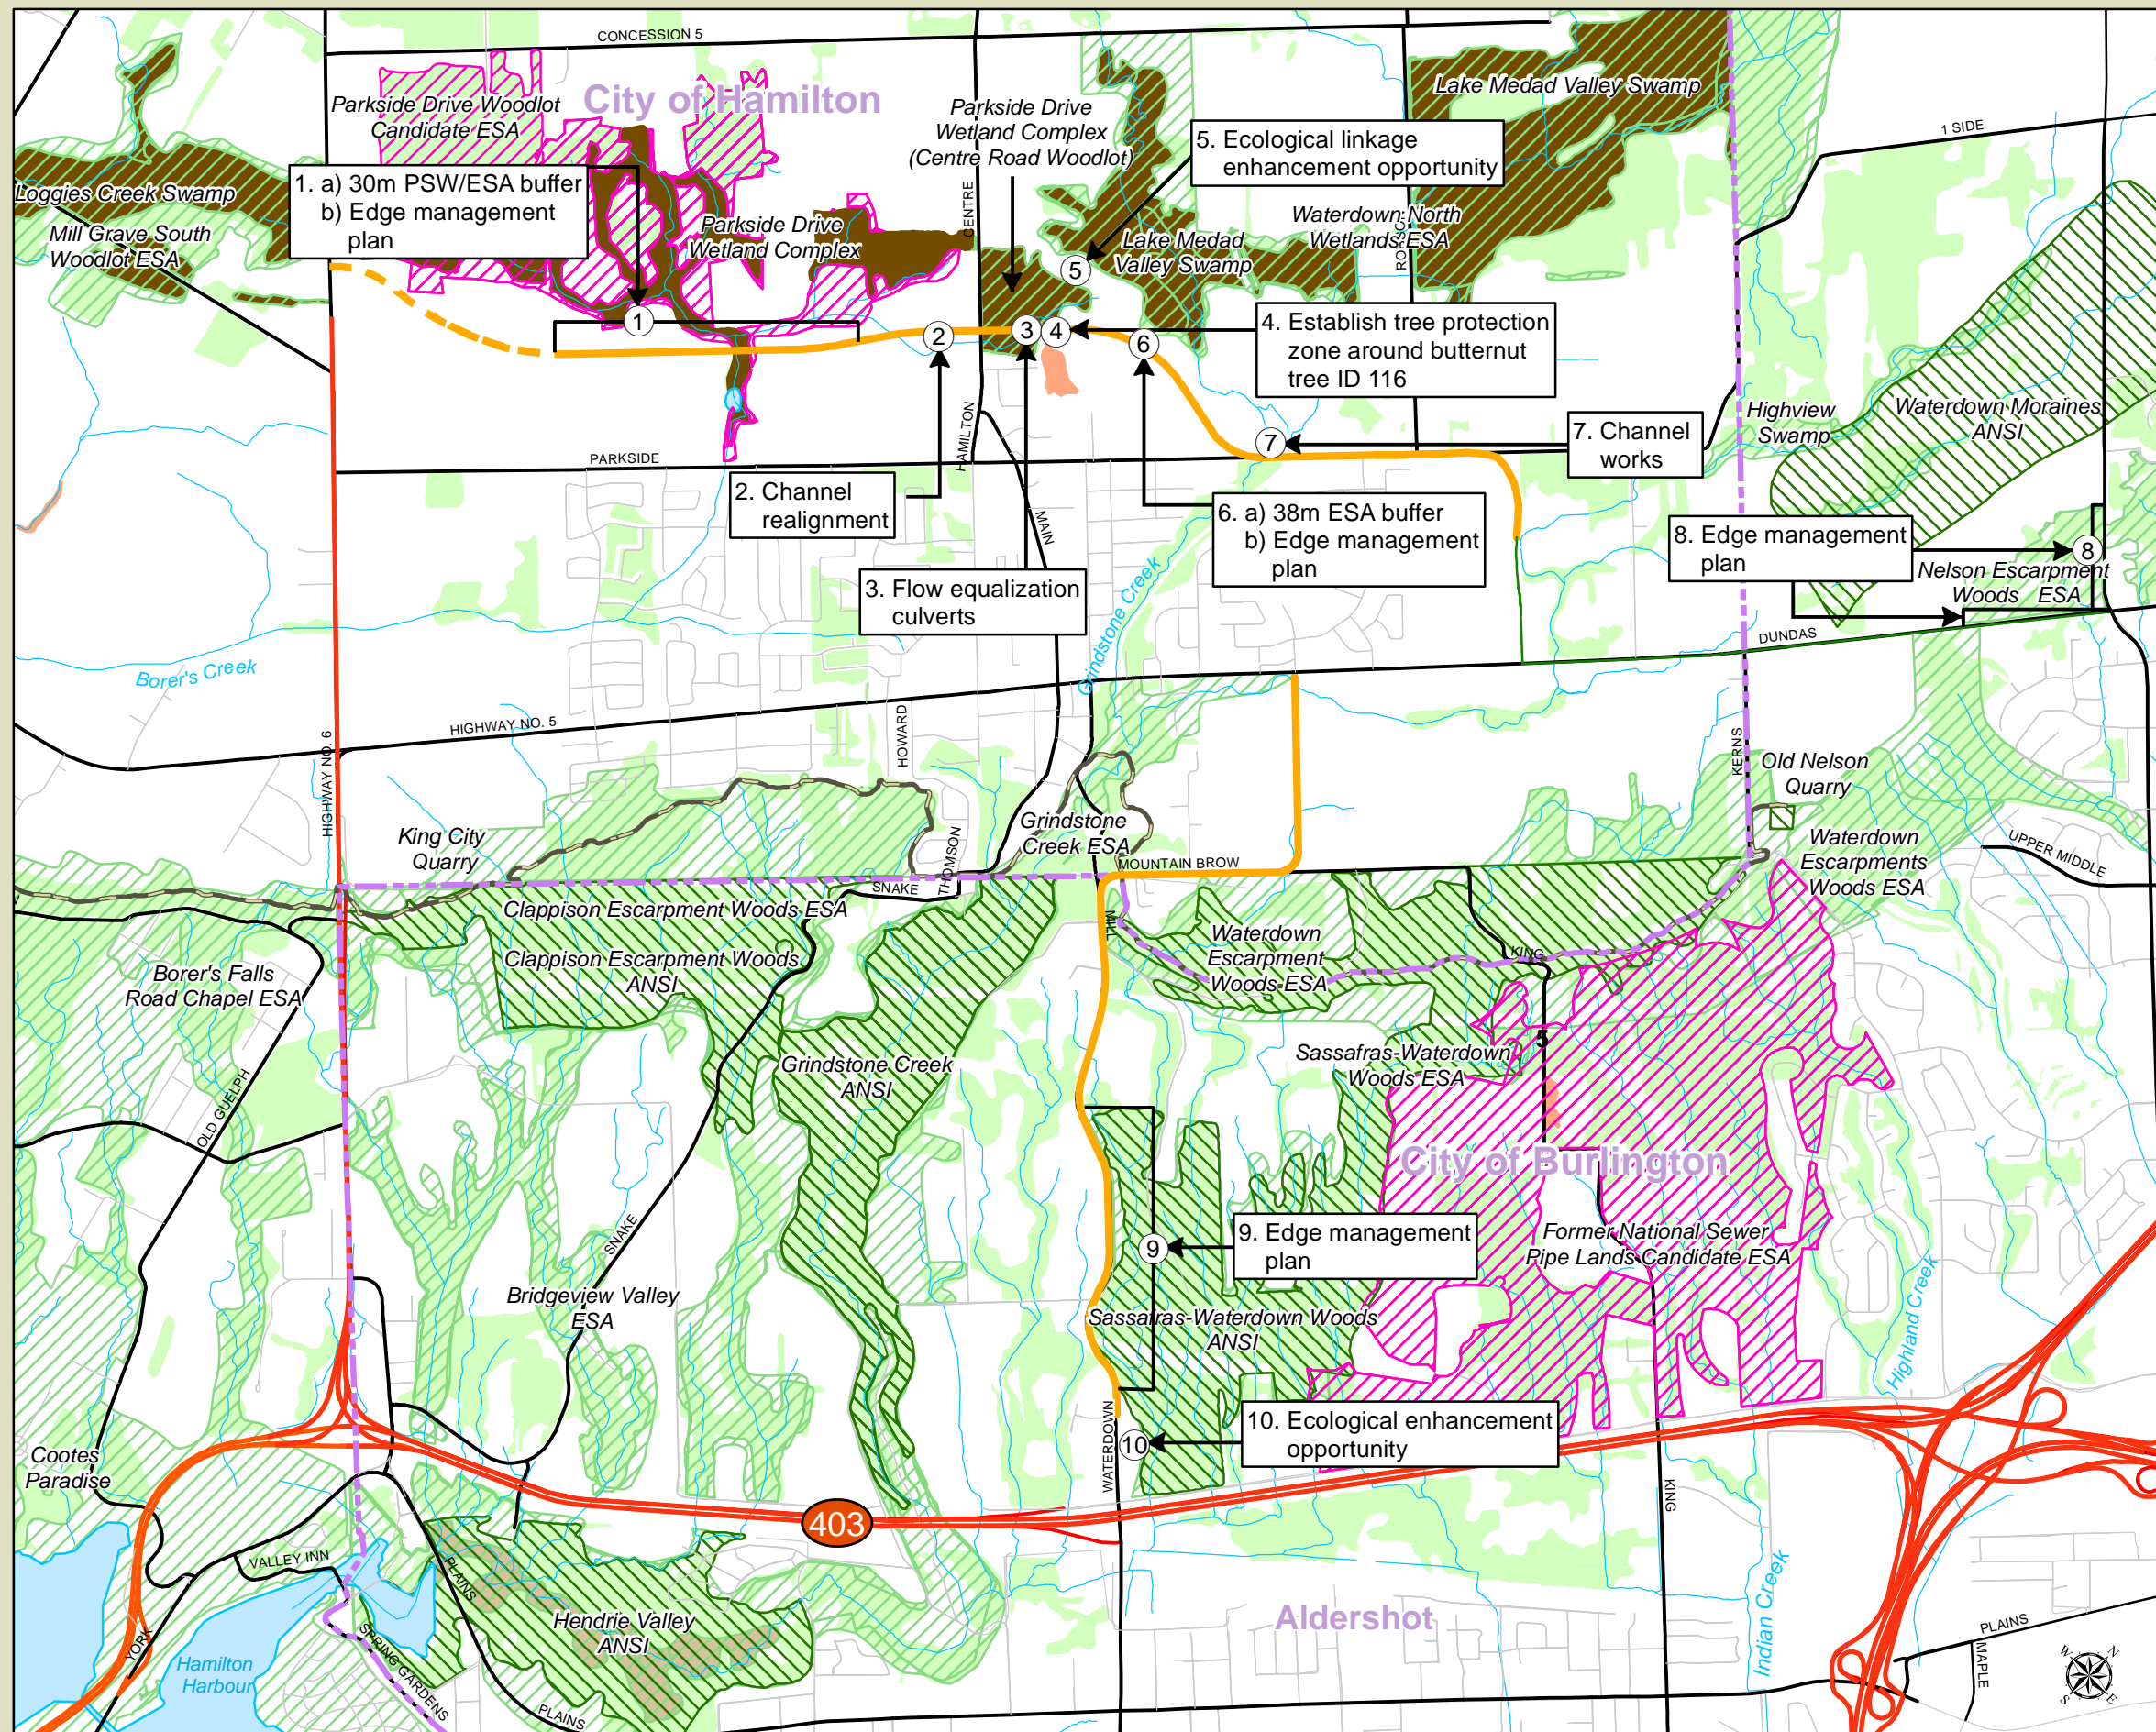 CONCESSION 5
City of Hamilton
Parkside Drive Woodlot
Candidate ESA
Parkside Drive
Wetland Complex
(Centre Road Woodlot)
Lake Medad Valley Swamp
1 SIDE
5. Ecological linkage
enhancement opportunity
1. a) 30m PSW/ESA buffer
b) Edge management
plan
Loggies Creek Swamp
Mill Grave South
Woodlot ESA
Parkside Drive
Wetland Complex
CENTRE
Lake Medad
Valley Swamp
Waterdown North
Wetlands ESA
5
1
2
3
4
6
4. Establish tree protection
zone around butternut
tree ID 116
Highview
Swamp
Waterdown Moraines
ANSI
HAMILTON
PARKSIDE
MAIN
7
7. Channel
works
2. Channel
realignment
6. a) 38m ESA buffer
b) Edge management
plan
3. Flow equalization
culverts
8. Edge management
plan
8
Nelson Escarpment
Woods ESA
DUNDAS
Borer's Creek
Grindstone Creek
HIGHWAY NO. 5
HIGHWAY NO. 6
HOWARD
KERNS
Old Nelson
Quarry
King City
Quarry
Grindstone
Creek ESA
THOMSON
SNAKE
MOUNTAIN BROW
Waterdown
Escarpments
Woods ESA
UPPER MIDDLE
Clappison Escarpment Woods ESA
Clappison Escarpment Woods
ANSI
MILL
Waterdown
Escarpment
Woods ESA
KING
Borer's Falls
Road Chapel ESA
OLD GUELPH
Grindstone Creek
ANSI
Sassafras-Waterdown
Woods ESA
5
City of Burlington
SNAKE
9
9. Edge management
plan
Former National Sewer
Pipe Lands Candidate ESA
Bridgeview Valley
ESA
Sassafras-Waterdown Woods
ANSI
Highland Creek
WATERDOWN
10
10. Ecological enhancement
opportunity
Cootes
Paradise
KING
403
VALLEY INN
PLAINS
YORK
SPRING GARDENS
Hamilton
Harbour
Hendrie Valley
ANSI
PLAINS
Aldershot
Indian Creek
PLAINS
MAPLE
W
N
S
E